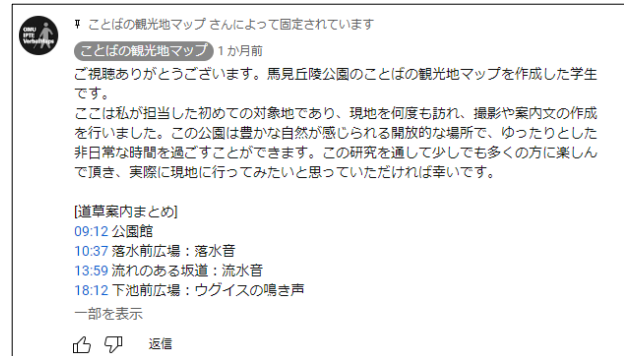 ことばの観光地マップ さんによって固定されています
ことばの観光地マップ 1 か月前
ご視聴ありがとうございます。馬見丘陵公園のことばの観光地マップを作成した学生
です。
ここは私が担当した初めての対象地であり、現地を何度も訪れ、撮影や案内文の作成
を行いました。この公園は豊かな自然が感じられる開放的な場所で、ゆったりとした
非日常な時間を過ごすことができます。この研究を通して少しでも多くの方に楽しん
で頂き、実際に現地に行ってみたいと思っていただければ幸いです。
[道草案内まとめ]
09:12 公園館
10:37 落水前広場：落水音
13:59 流れのある坂道：流水音
18:12 下池前広場：ウグイスの鳴き声
一部を表示
返信